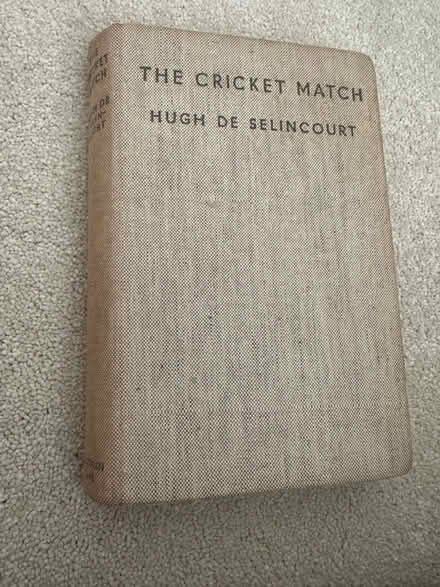 THE CRICKET MATCH
HUGH DE SELINCOURT